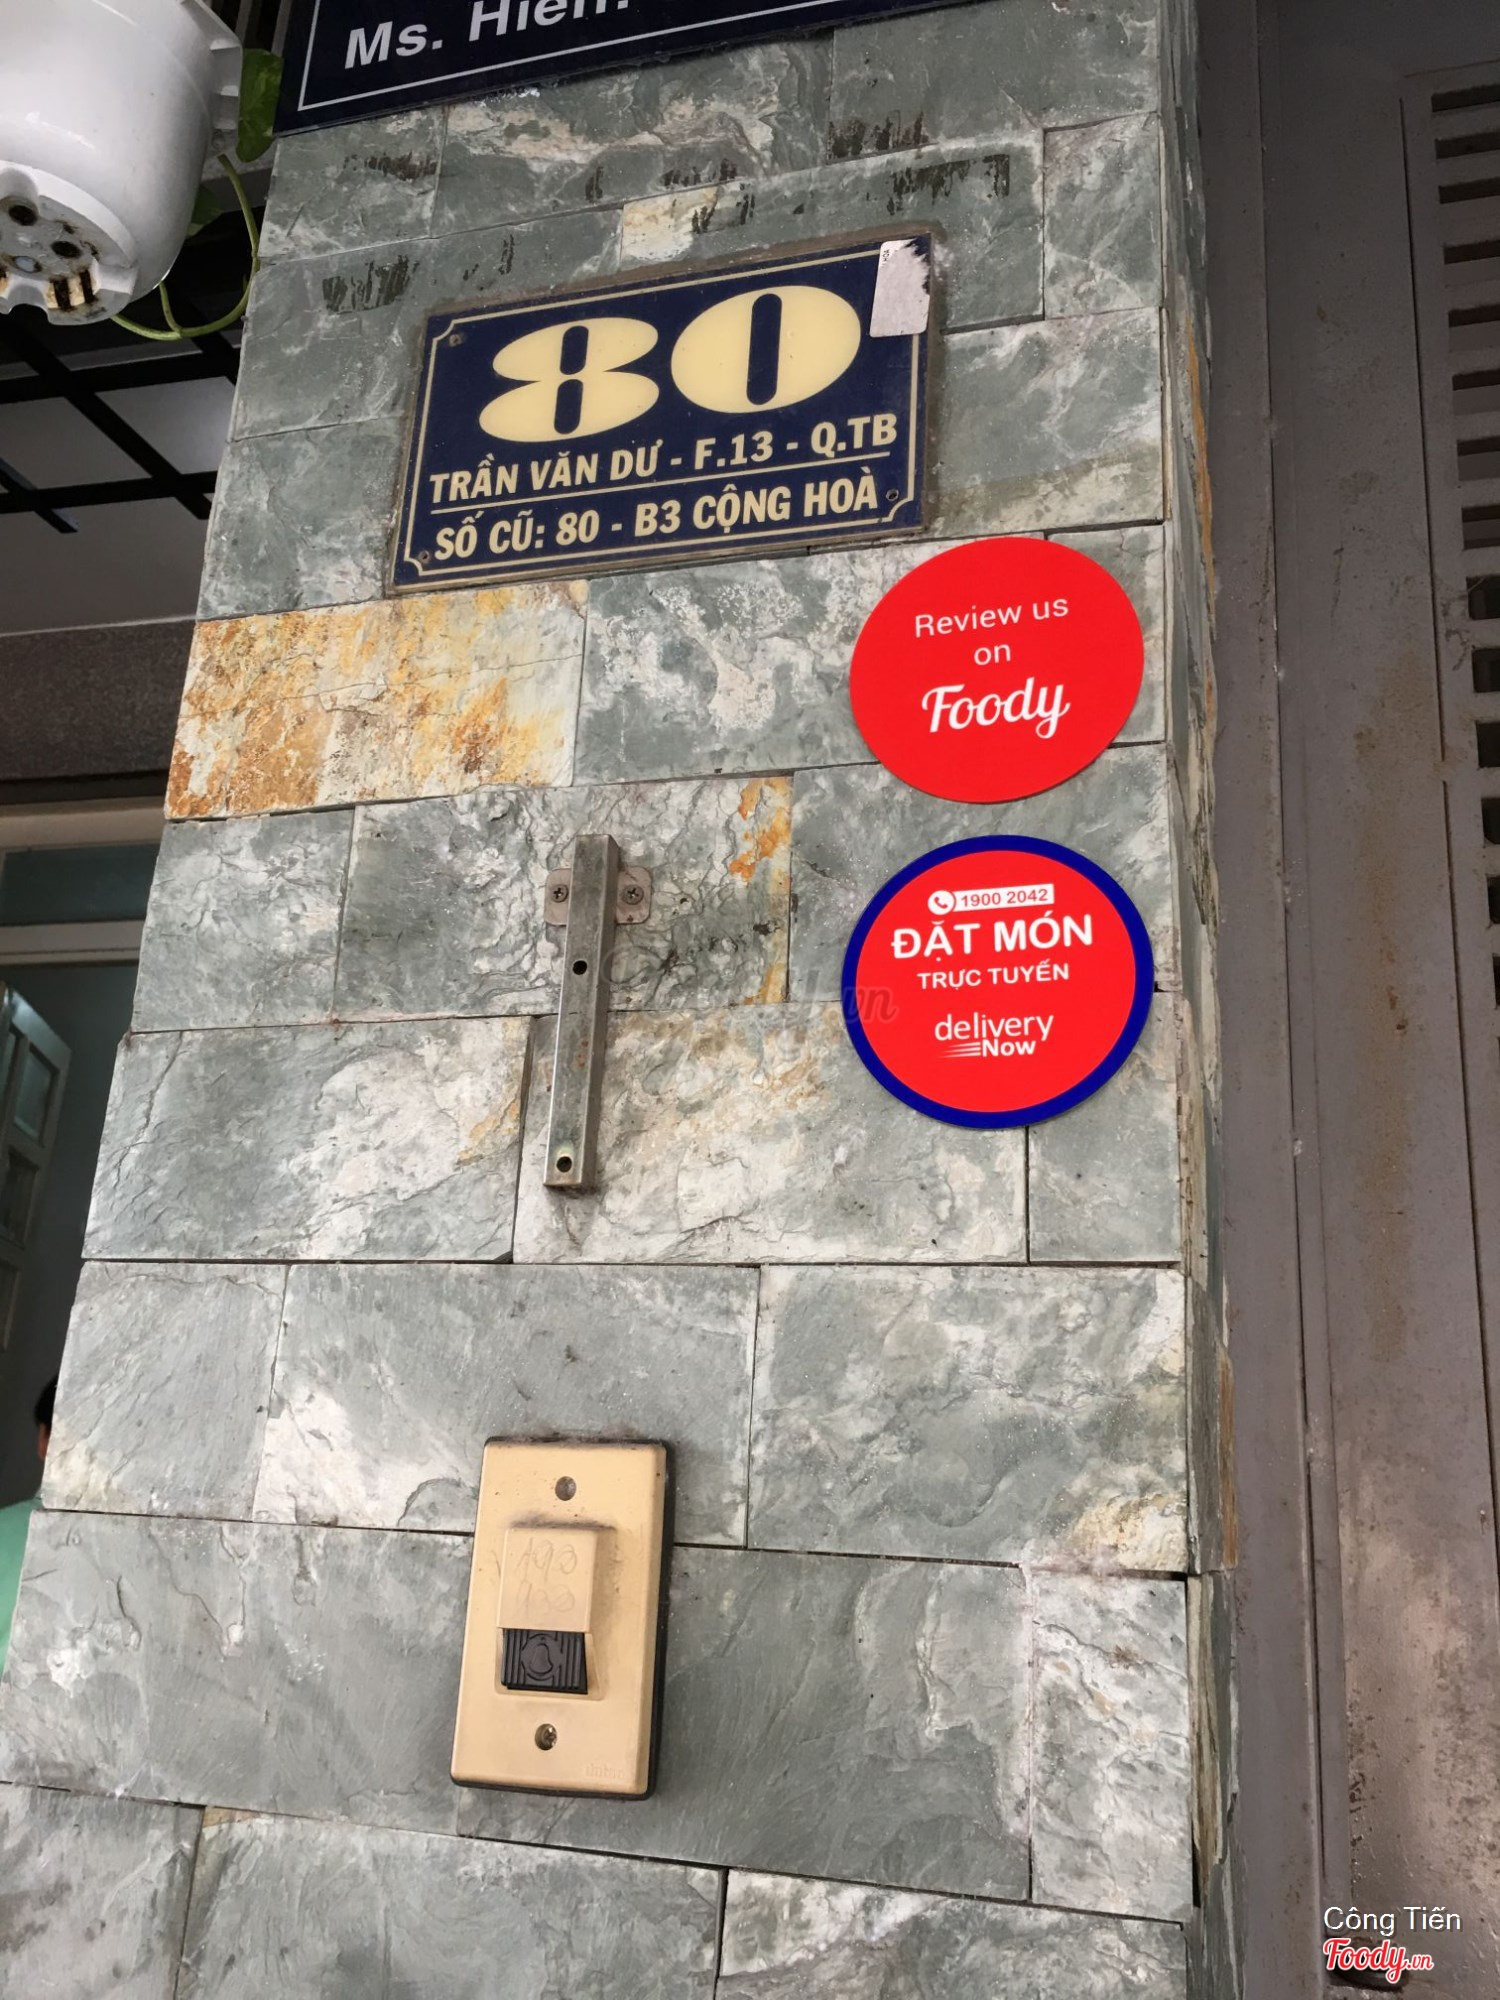 Ms. Hiền:
80
TRẦN VĂN DƯ - F.13 - Q.TB
SỐ CŨ: 80 - B3 CỘNG HOÀ
Review us
on
Foody
1900 2042
ĐẶT MÓN
TRỰC TUYẾN
delivery
Now
Công Tiến
Foody.vn